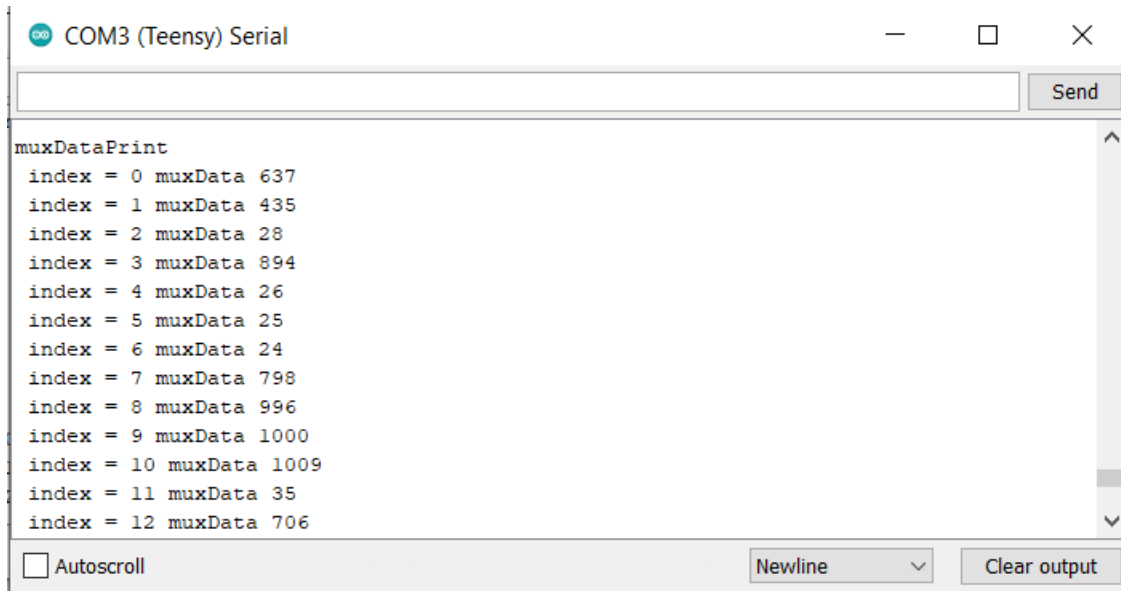 COM3 (Teensy) Serial
Send
muxDataPrint
index = 0 muxData 637
index = 1 muxData 435
index = 2 muxData 28
index = 3 muxData 894
index = 4 muxData 26
index = 5 muxData 25
index = 6 muxData 24
index = 7 muxData 798
index = 8 muxData 996
index = 9 muxData 1000
index = 10 muxData 1009
index = 11 muxData 35
index = 12 muxData 706
Autoscroll Newline Clear output